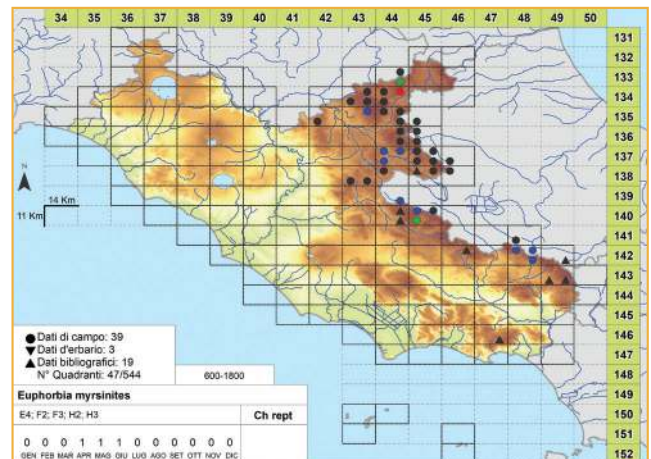 34 35 36 37 38 39 40 41 42 43 44 45 46 47 48 49 50
131
132
133
134
135
136
137
138
139
140
141
142
143
144
145
146
147
148
149
150
151
152
N
14 Km
11 Km
Dati di campo: 39
Dati d'erbario: 3
Dati bibliografici: 19
N° Quadranti: 47/544
600-1800
Euphorbia myrsinites
E4; F2; F3; H2; H3 Ch rept
0 0 0 1 1 1 0 0 0 0 0 0
GEN FEB MAR APR MAG GIU LUG AGO SET OTT NOV DIC